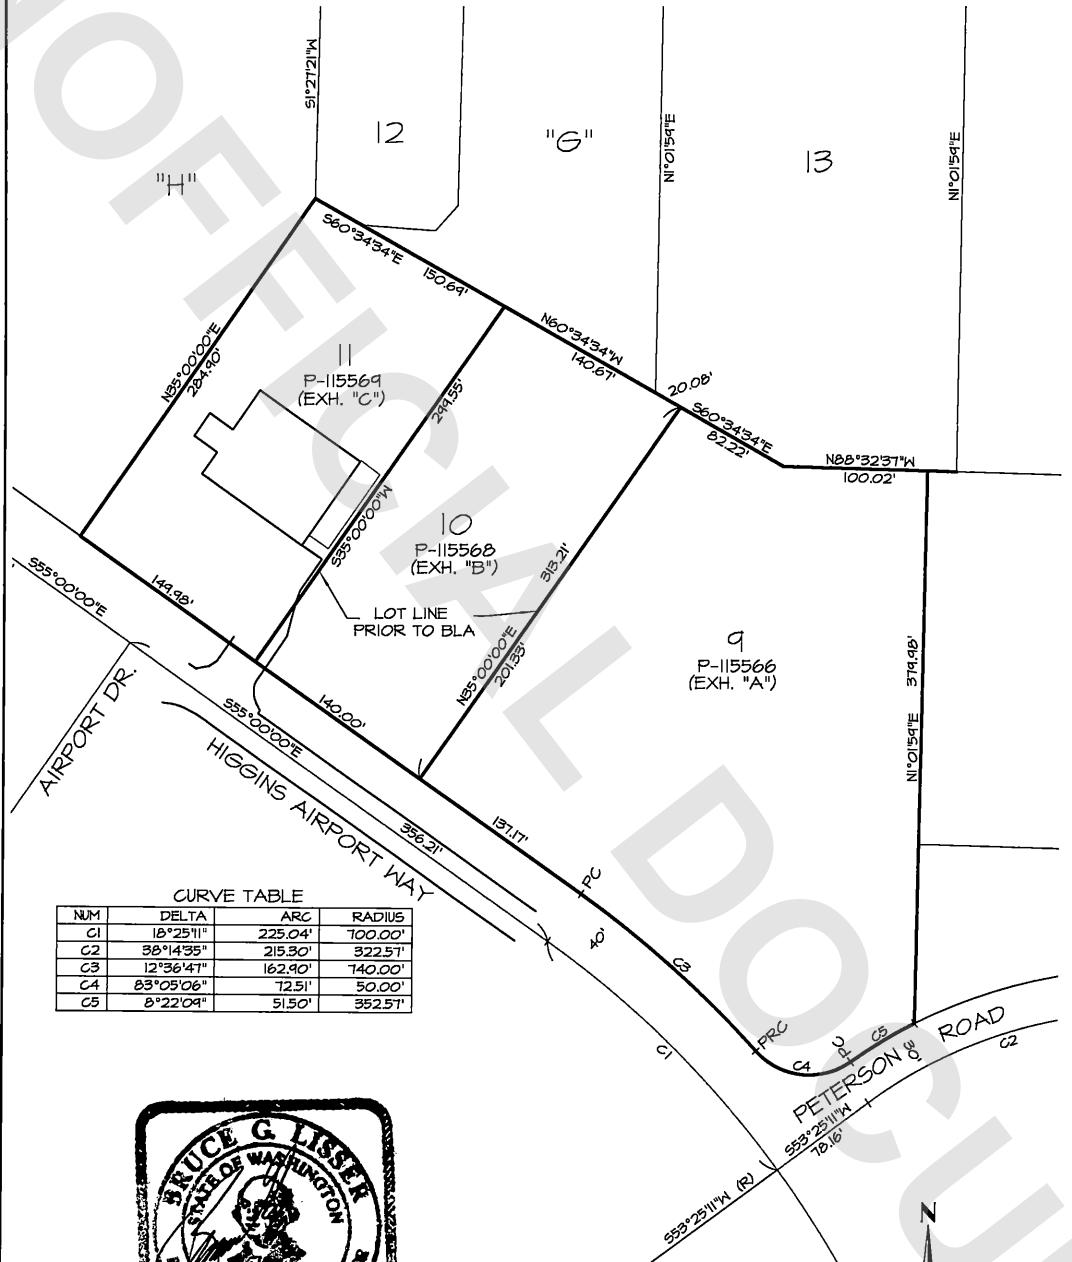 S1°27'21"W
12
"G"
N1°01'59"E
13
N1°01'59"E
"H"
S60°34'34"E
150.69'
N60°34'34"W
140.67'
20.08'
S60°34'34"E
82.22'
N88°32'37"W
100.02'
N35°00'00"E
284.90'
11
P-115569
(EXH. "C")
299.55'
S35°00'00"W
10
P-115568
(EXH. "B")
313.21'
LOT LINE
PRIOR TO BLA
N35°00'00"E
201.33'
9
P-115566
(EXH. "A")
379.98'
N1°01'59"E
S55°00'00"E
149.98'
140.00'
S55°00'00"E
AIRPORT DR.
HIGGINS AIRPORT WAY
356.21'
137.17'
PC
40'
C3
PRC
C4
PC
C5
30'
PETERSON ROAD
C2
C1
S53°25'11"W
78.16'
S53°25'11"W (R)
CURVE TABLE
NUM DELTA ARC RADIUS
C1 18°25'11" 225.04' 700.00'
C2 38°14'35" 215.30' 322.57'
C3 12°36'47" 162.90' 740.00'
C4 83°05'06" 72.51' 50.00'
C5 8°22'09" 51.50' 352.57'
BRUCE G. LISSER
STATE OF WASHINGTON
N
UNOFFICIAL DOCU